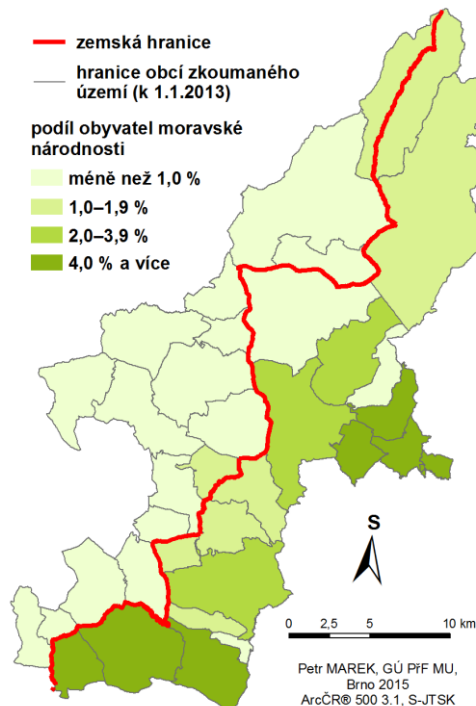 zemská hranice
hranice obcí zkoumaného
území (k 1.1.2013)
podíl obyvatel moravské
národnosti
méně než 1,0 %
1,0–1,9 %
2,0–3,9 %
4,0 % a více
S
0 2,5 5 10 km
Petr MAREK, GÚ PřF MU,
Brno 2015
ArcČR® 500 3.1, S-JTSK